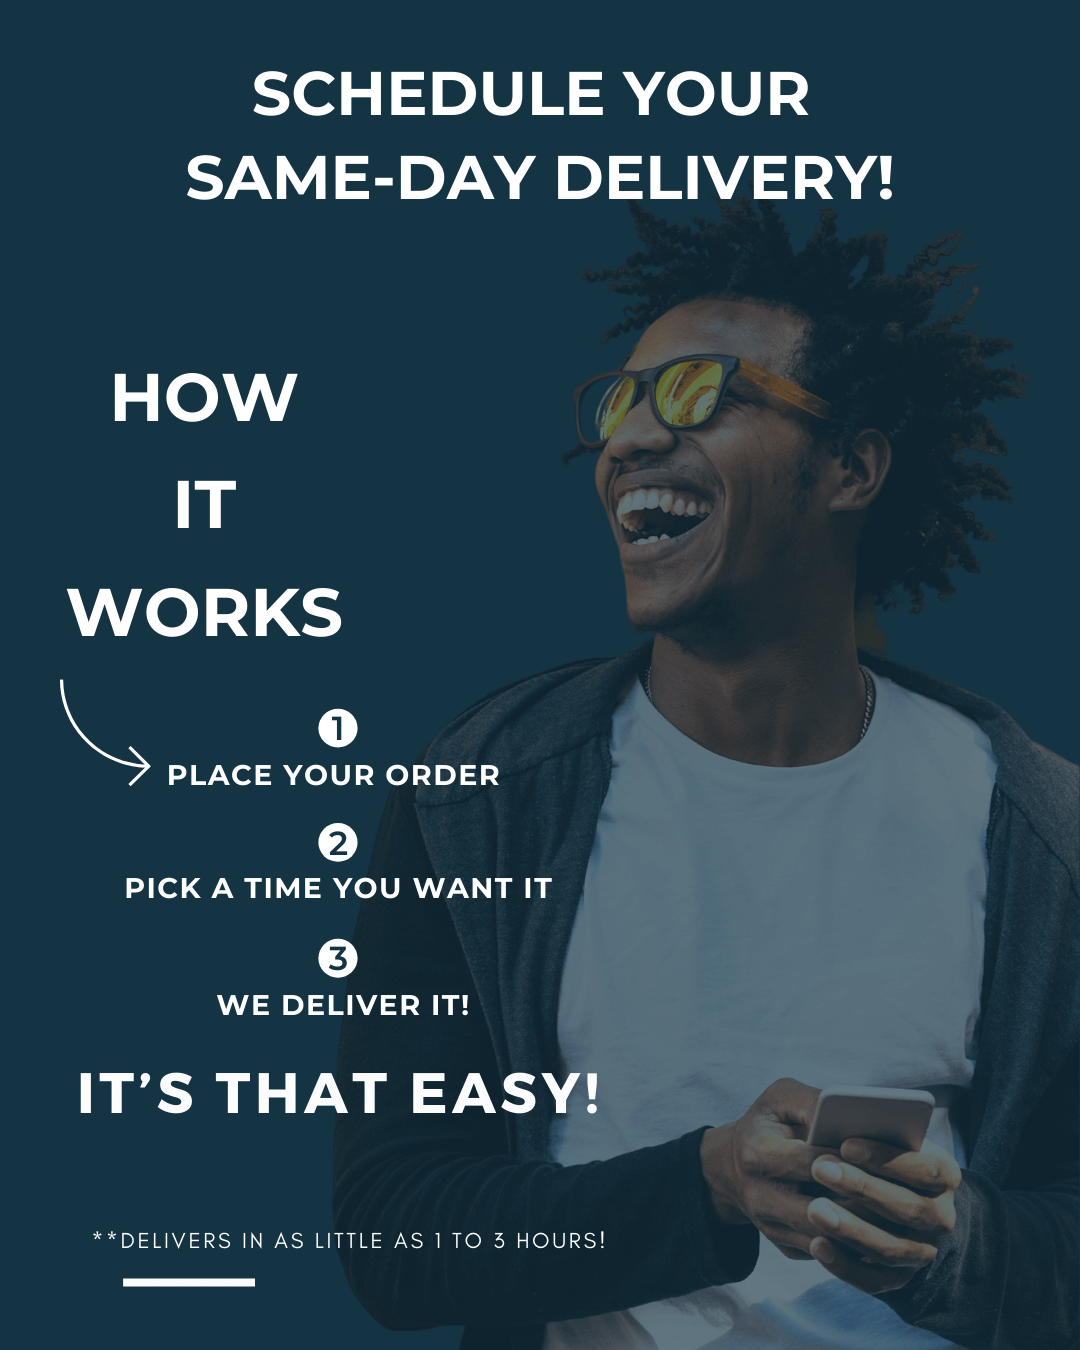 SCHEDULE YOUR
SAME-DAY DELIVERY!
HOW
IT
WORKS
1
PLACE YOUR ORDER
2
PICK A TIME YOU WANT IT
3
WE DELIVER IT!
IT’S THAT EASY!
**DELIVERS IN AS LITTLE AS 1 TO 3 HOURS!